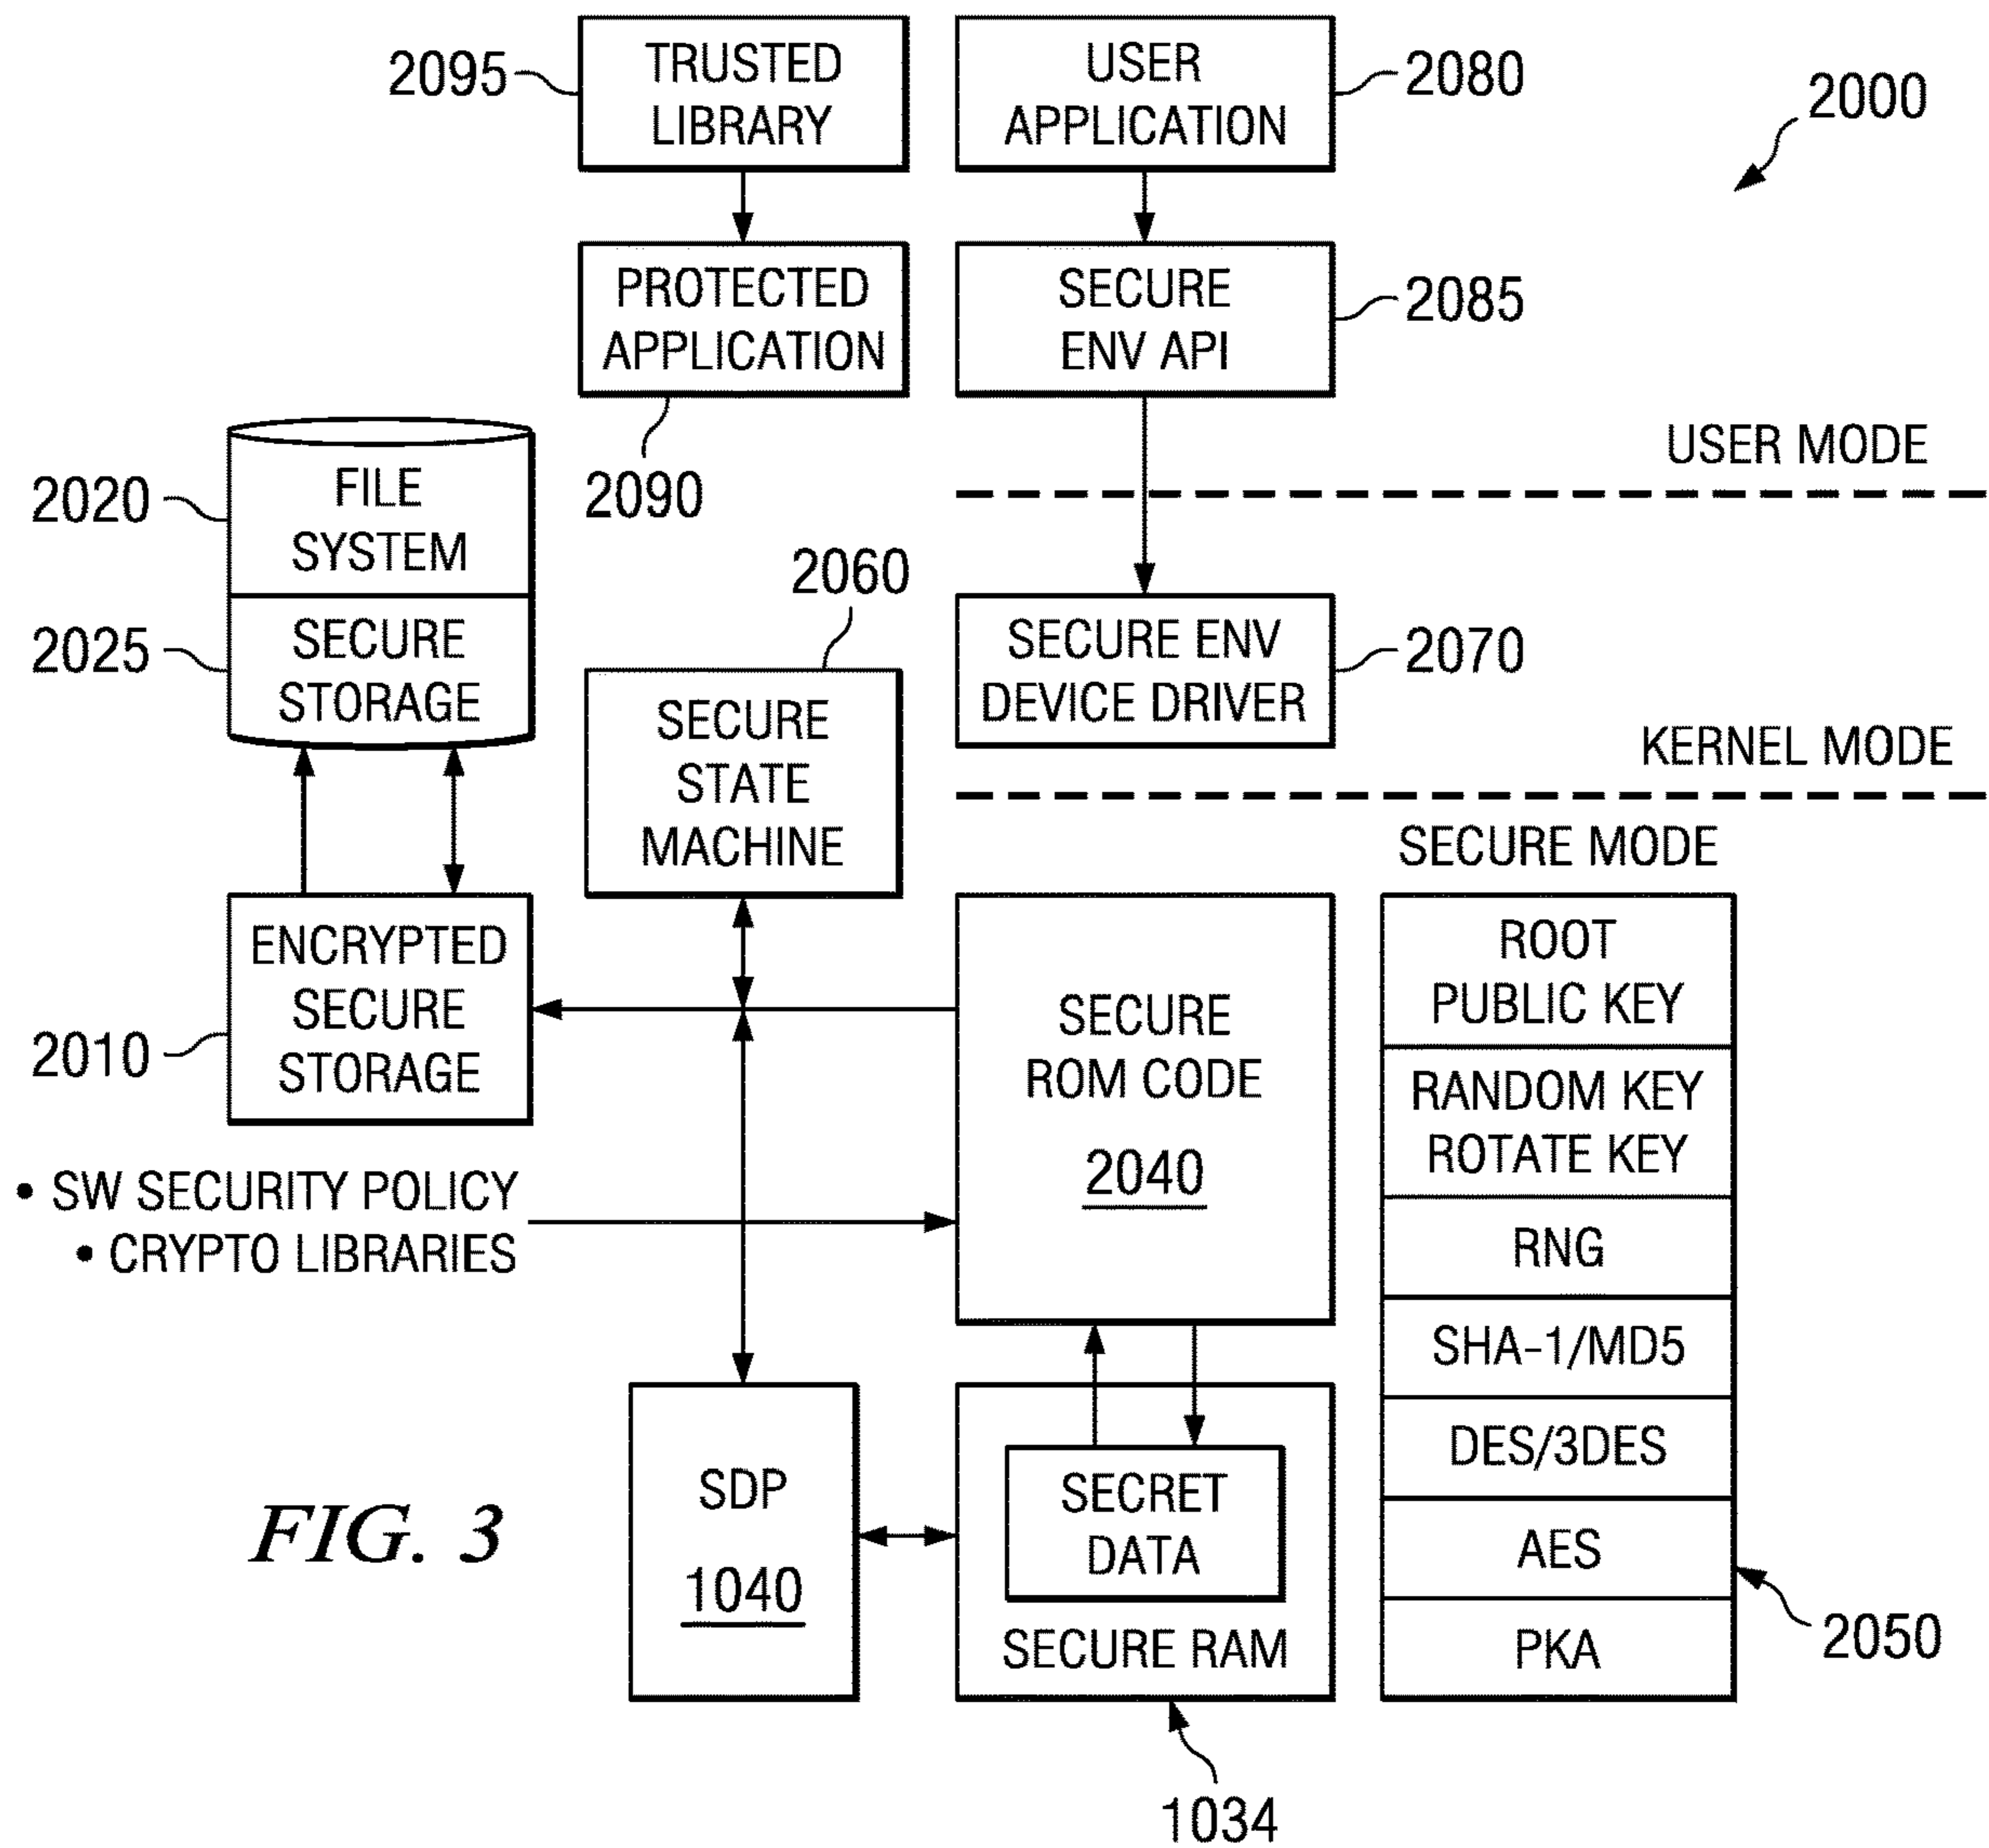 2095
TRUSTED
LIBRARY
USER
APPLICATION
2080
2000
PROTECTED
APPLICATION
2090
SECURE
ENV API
2085
USER MODE
2020
FILE
SYSTEM
2025
SECURE
STORAGE
2060
SECURE
STATE
MACHINE
SECURE ENV
DEVICE DRIVER
2070
KERNEL MODE
SECURE MODE
2010
ENCRYPTED
SECURE
STORAGE
SECURE
ROM CODE
2040
• SW SECURITY POLICY
• CRYPTO LIBRARIES
ROOT
PUBLIC KEY
RANDOM KEY
ROTATE KEY
RNG
SHA-1/MD5
DES/3DES
AES
PKA
2050
SDP
1040
SECRET
DATA
SECURE RAM
1034
FIG. 3